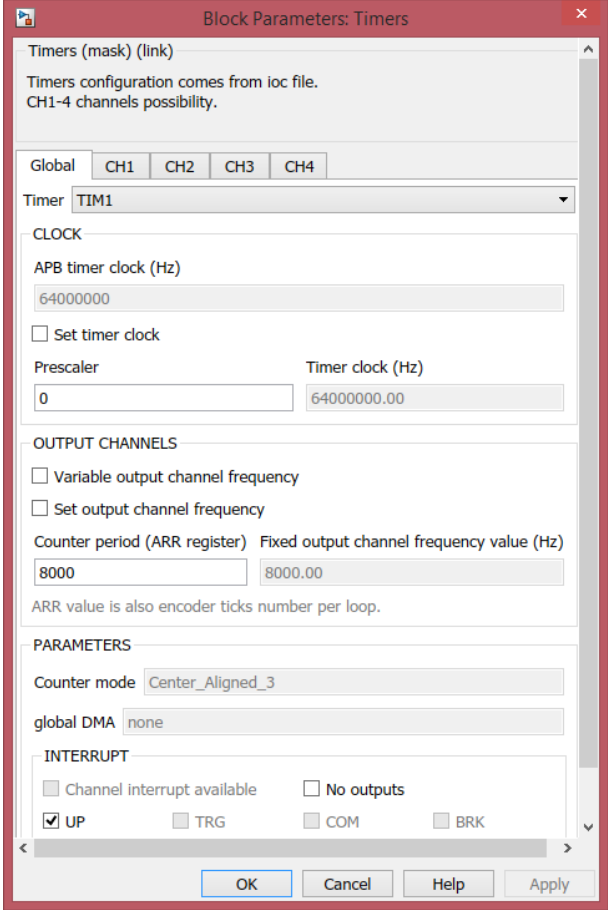 Block Parameters: Timers
Timers (mask) (link)
Timers configuration comes from ioc file.
CH1-4 channels possibility.
Global CH1 CH2 CH3 CH4
Timer TIM1
CLOCK
APB timer clock (Hz)
64000000
Set timer clock
Prescaler Timer clock (Hz)
0 64000000.00
OUTPUT CHANNELS
Variable output channel frequency
Set output channel frequency
Counter period (ARR register) Fixed output channel frequency value (Hz)
8000 8000.00
ARR value is also encoder ticks number per loop.
PARAMETERS
Counter mode Center_Aligned_3
global DMA none
INTERRUPT
Channel interrupt available No outputs
UP TRG COM BRK
OK Cancel Help Apply